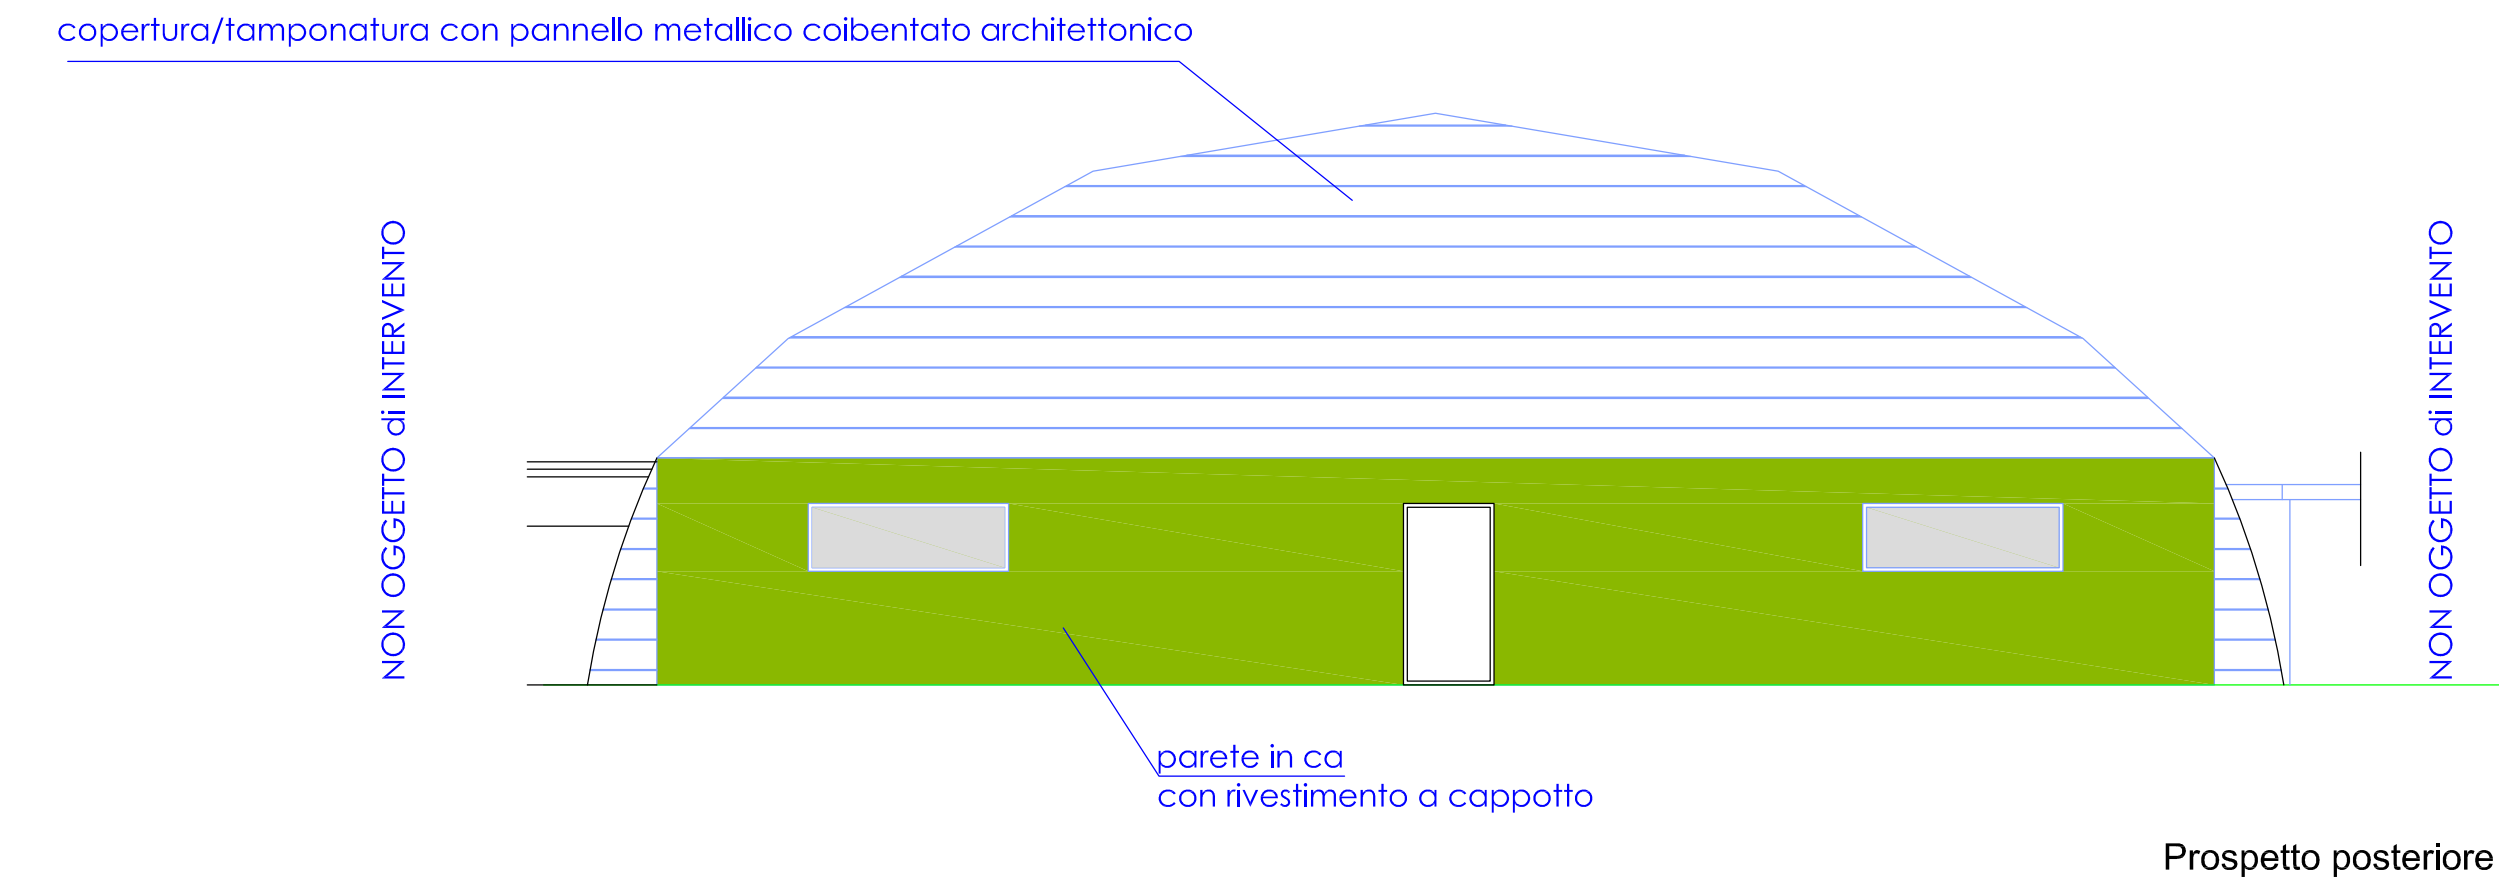 copertura/tamponatura con pannello metallico coibentato architettonico
NON OGGETTO di INTERVENTO
NON OGGETTO di INTERVENTO
parete in ca
con rivestimento a cappotto
Prospetto posteriore